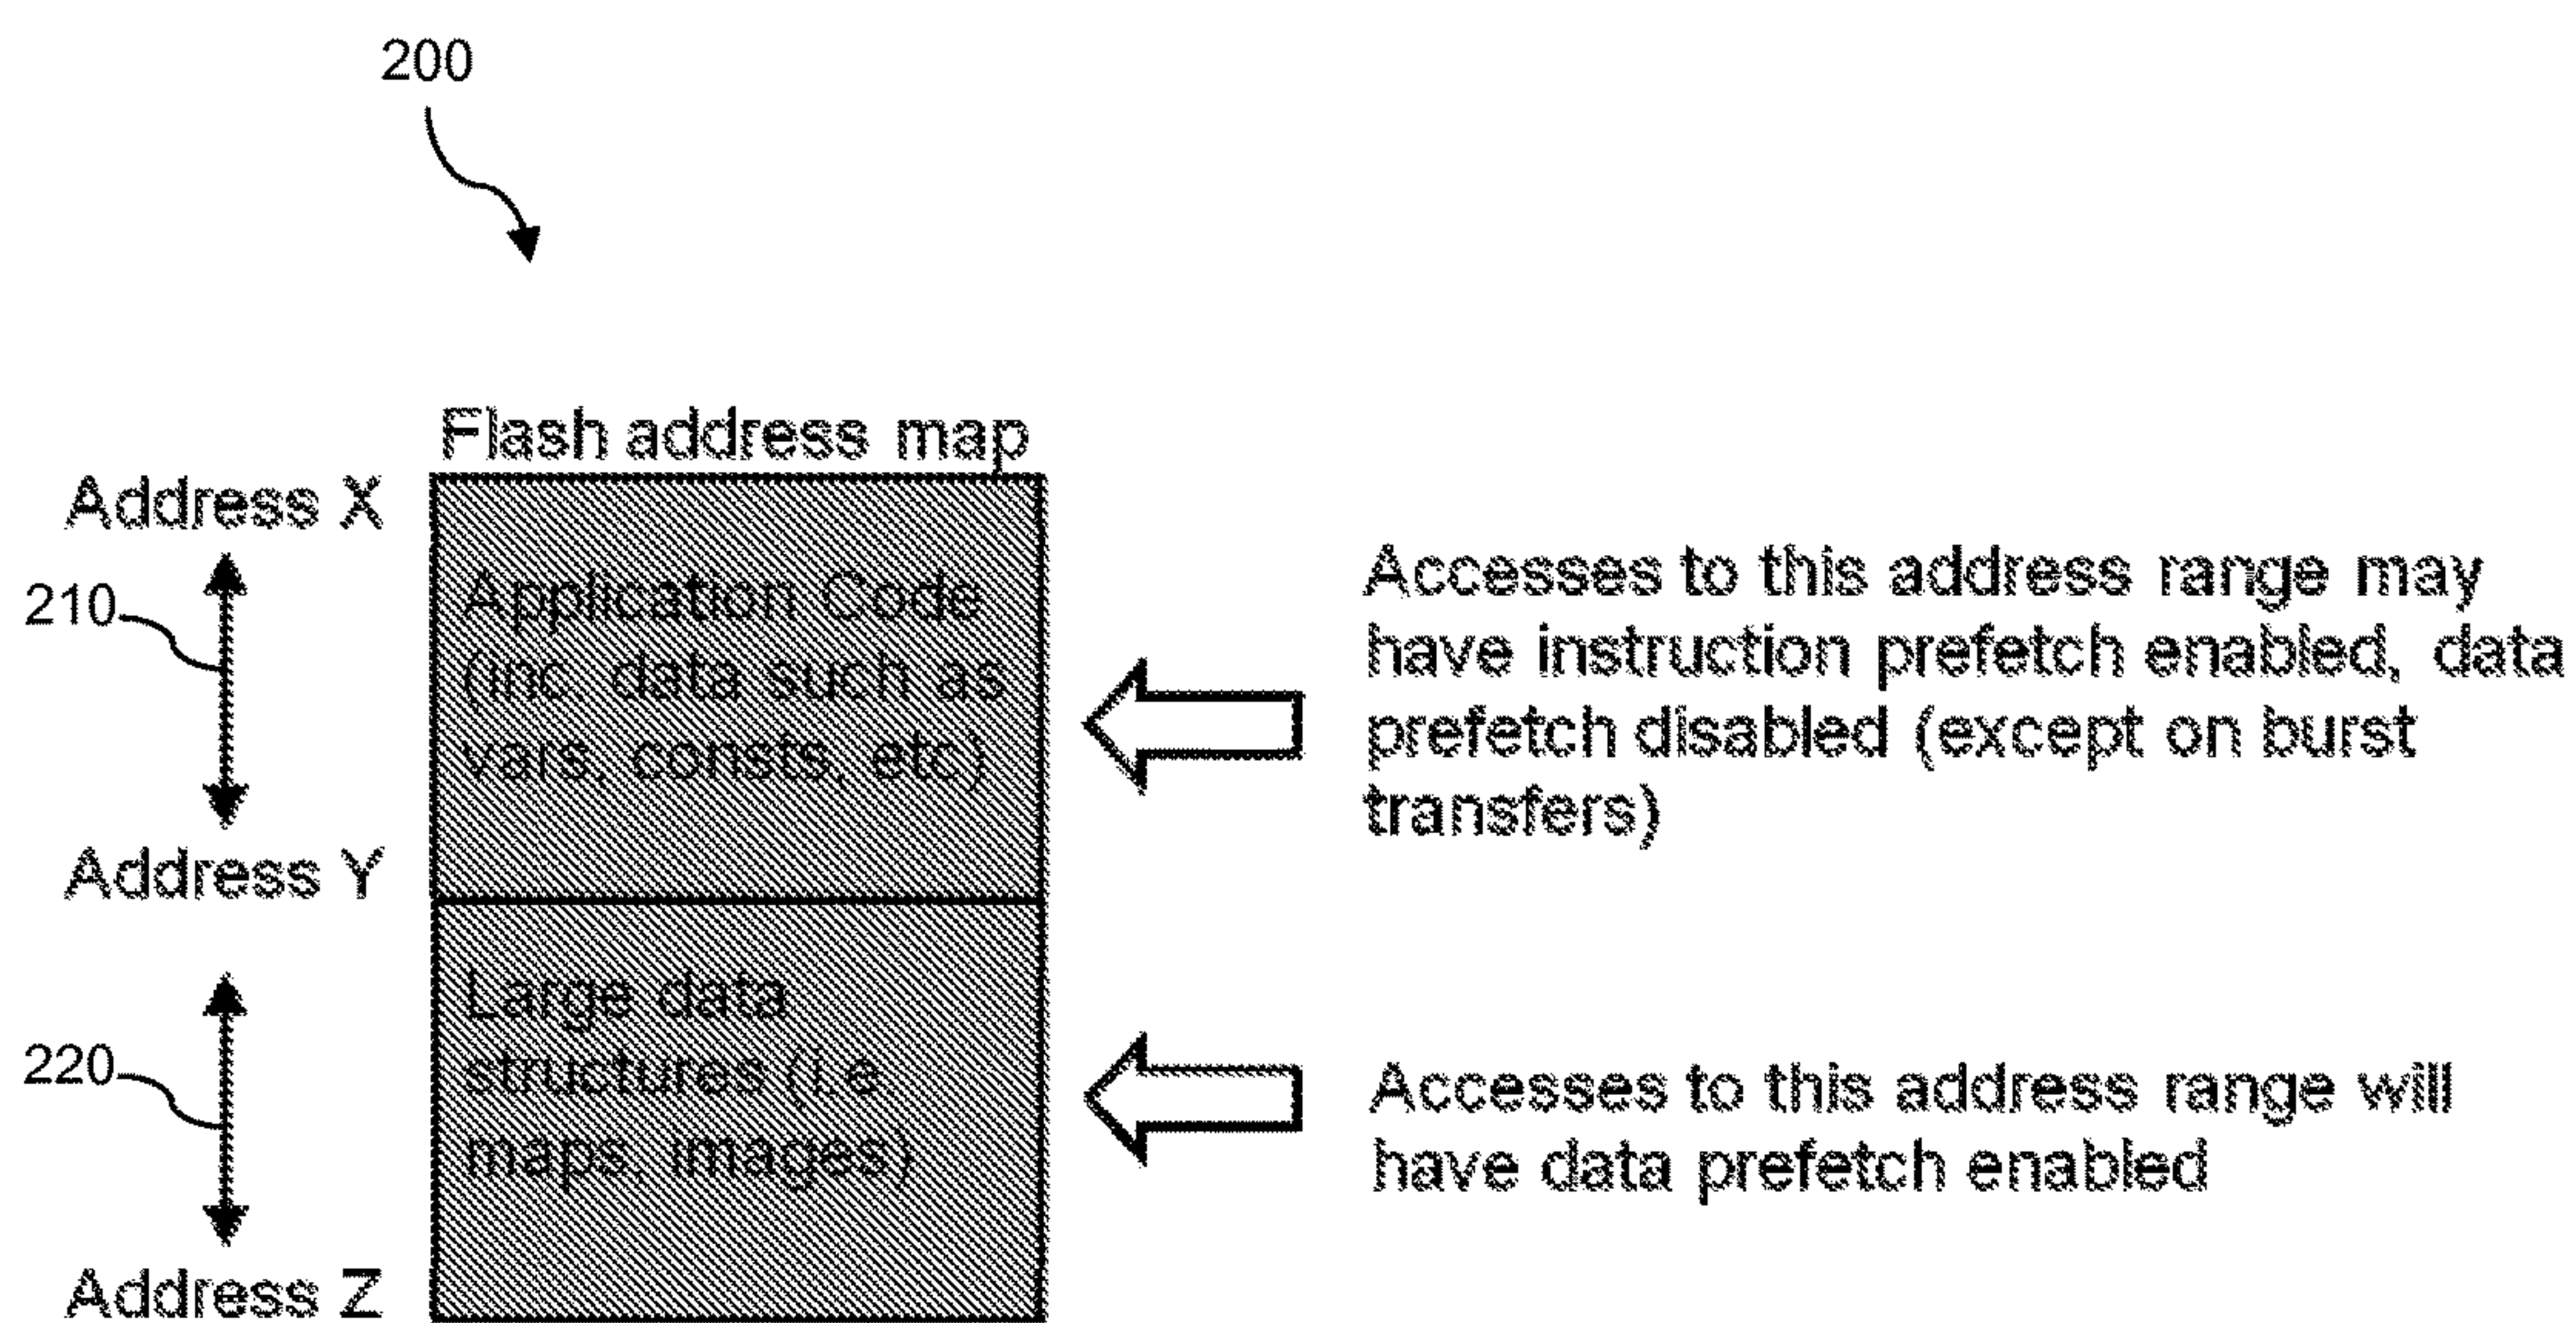 200
Flash address map
Address X
210
Address Y
220
Address Z
Application Code
(inc. data such as
vars, consts, etc)
Large data
structures (i.e
maps, images)
Accesses to this address range may
have instruction prefetch enabled, data
prefetch disabled (except on burst
transfers)
Accesses to this address range will
have data prefetch enabled